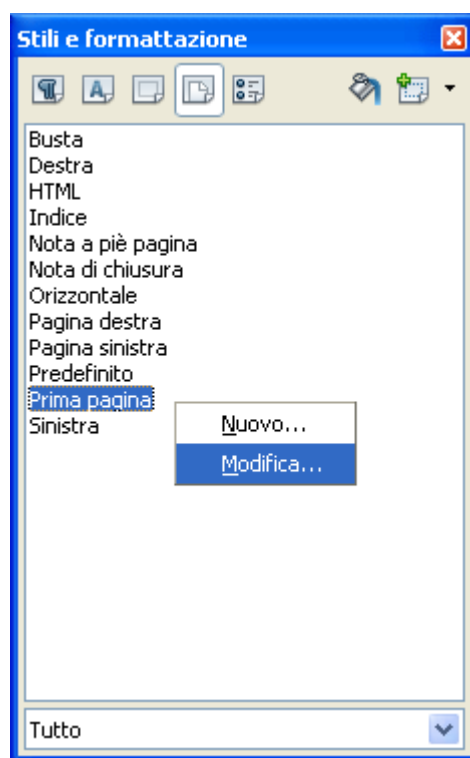 Stili e formattazione
Busta
Destra
HTML
Indice
Nota a piè pagina
Nota di chiusura
Orizzontale
Pagina destra
Pagina sinistra
Predefinito
Prima pagina
Sinistra
Nuovo...
Modifica...
Tutto